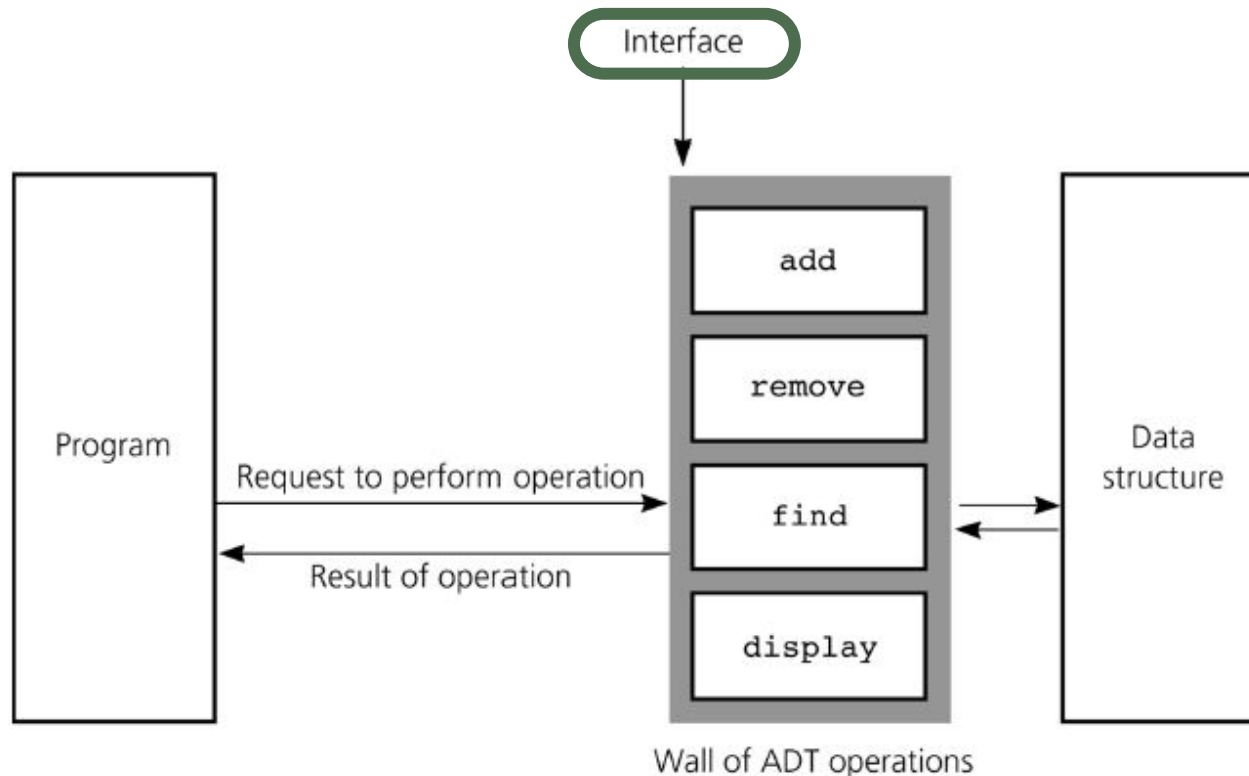 Interface
add
remove
Program
Request to perform operation
find
Result of operation
display
Data
structure
Wall of ADT operations